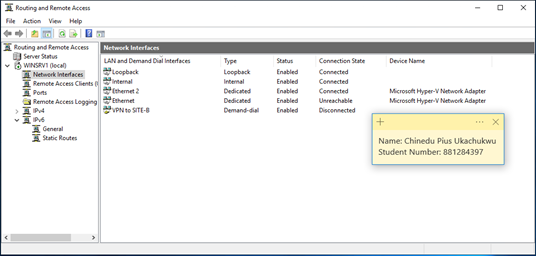 Routing and Remote Access
File Action View Help
Routing and Remote Access
Server Status
WINSRV1 (local)
Network Interfaces
Remote Access Clients (
Ports
Remote Access Logging
IPv4
IPv6
General
Static Routes
Network Interfaces
LAN and Demand Dial Interfaces Type Status Connection State Device Name
Loopback Loopback Enabled Connected
Internal Internal Enabled Connected
Ethernet 2 Dedicated Enabled Connected Microsoft Hyper-V Network Adapter
Ethernet Dedicated Enabled Unreachable Microsoft Hyper-V Network Adapter
VPN to SITE-B Demand-dial Enabled Disconnected
Name: Chinedu Pius Ukachukwu
Student Number: 881284397